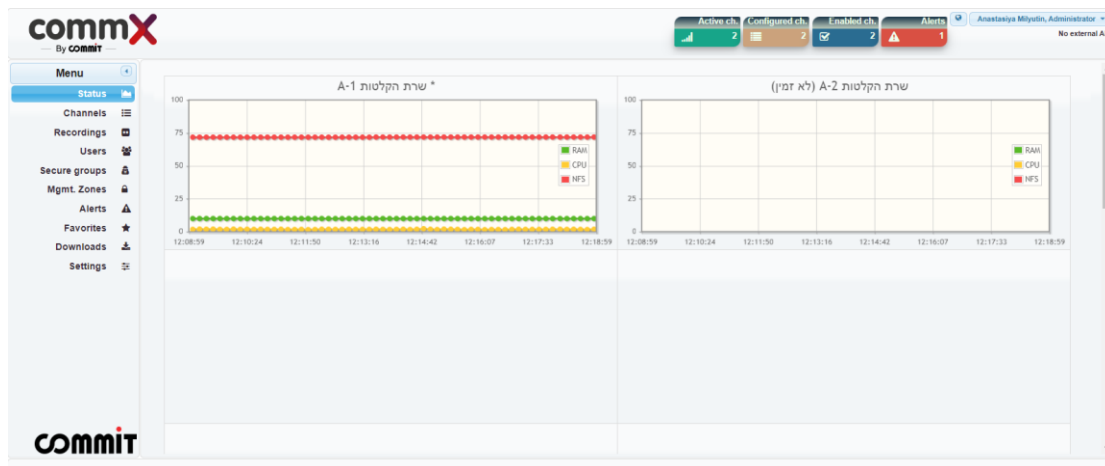 commX
By commiT
Active ch.
2
Configured ch.
2
Enabled ch.
2
Alerts
1
Anastasiya Milyutin, Administrator
No external A
Menu
Status
Channels
Recordings
Users
Secure groups
Mgmt. Zones
Alerts
Favorites
Downloads
Settings
* שרת הקלטות A-1
100
75
50
25
0
RAM
CPU
NFS
12:08:59 12:10:24 12:11:50 12:13:16 12:14:42 12:16:07 12:17:33 12:18:59
שרת הקלטות A-2 (לא זמין)
100
75
50
25
0
RAM
CPU
NFS
12:08:59 12:10:24 12:11:50 12:13:16 12:14:42 12:16:07 12:17:33 12:18:59
commiT